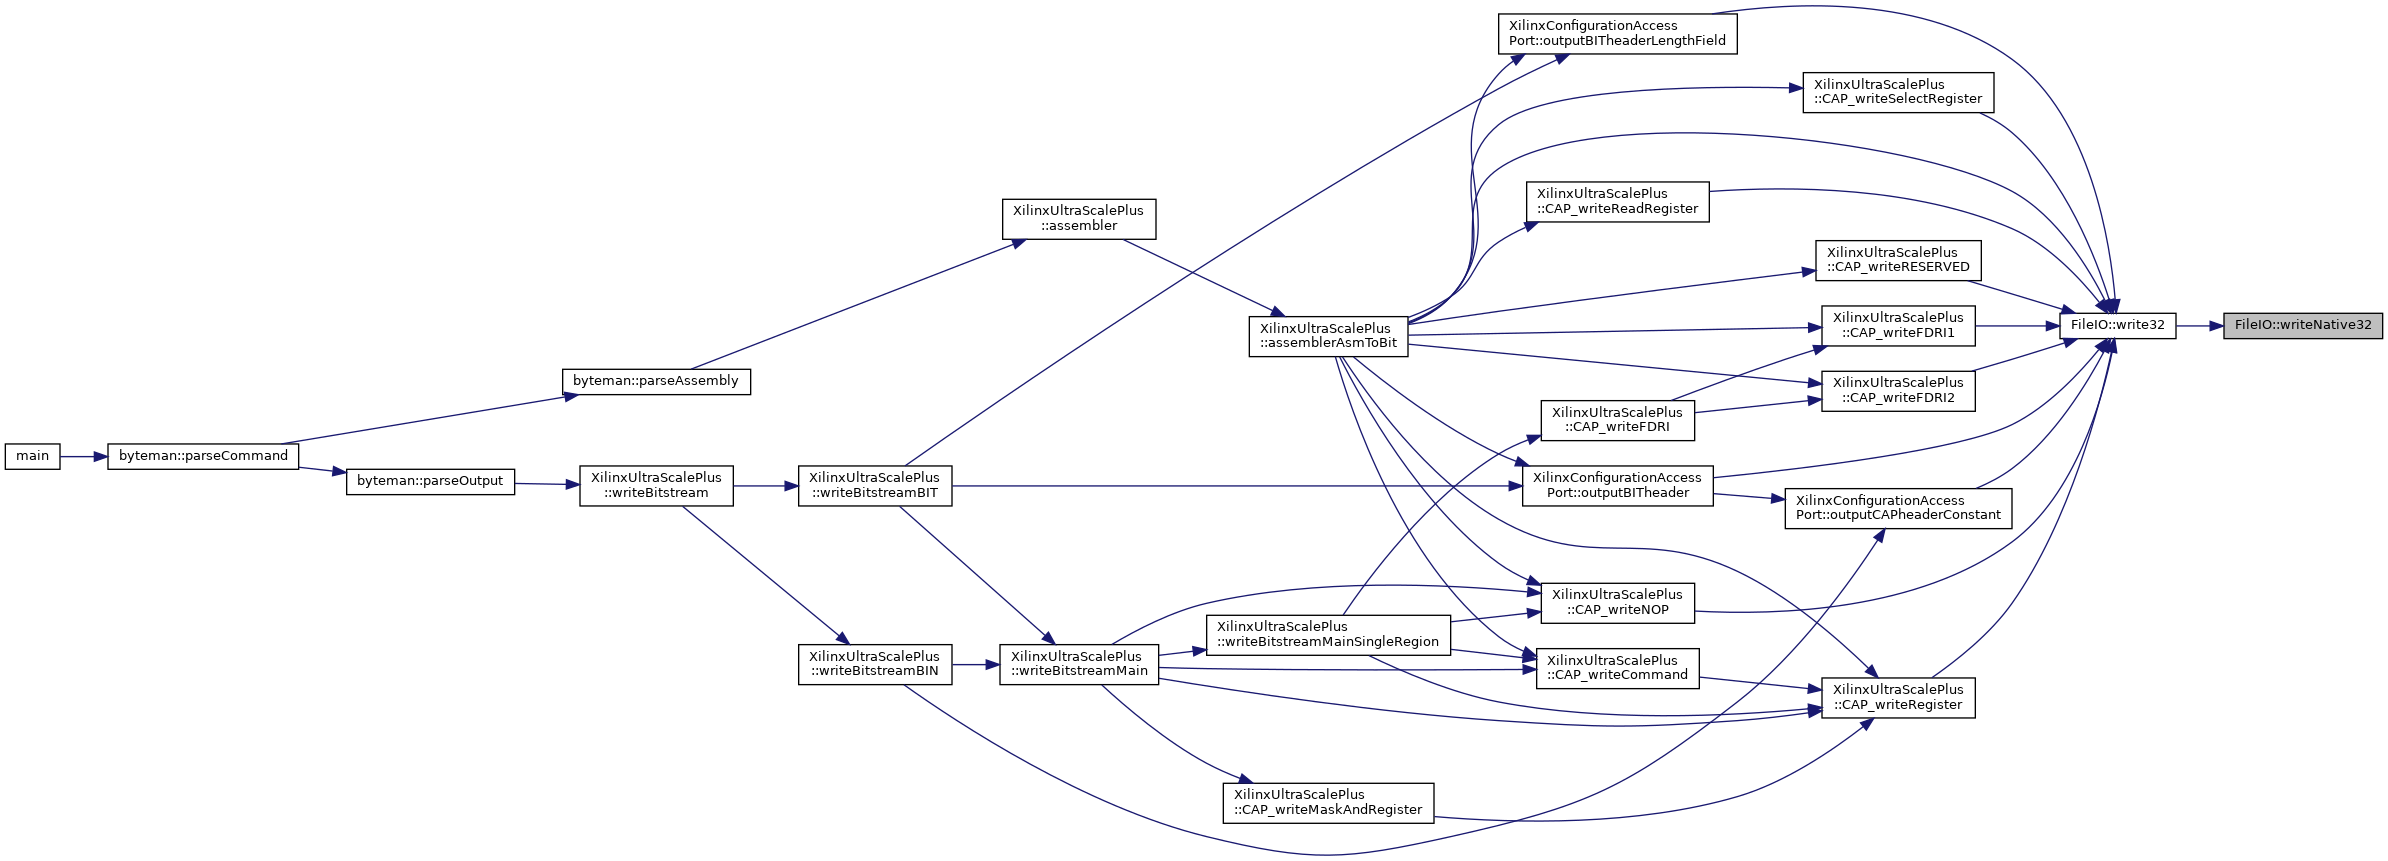 main
byteman::parseCommand
byteman::parseAssembly
byteman::parseOutput
XilinxUltraScalePlus
::writeBitstream
XilinxUltraScalePlus
::writeBitstreamBIT
XilinxUltraScalePlus
::writeBitstreamBIN
XilinxUltraScalePlus
::assembler
XilinxUltraScalePlus
::writeBitstreamMain
XilinxUltraScalePlus
::assemblerAsmToBit
XilinxUltraScalePlus
::writeBitstreamMainSingleRegion
XilinxUltraScalePlus
::CAP_writeMaskAndRegister
XilinxConfigurationAccess
Port::outputBITheaderLengthField
XilinxUltraScalePlus
::CAP_writeReadRegister
XilinxUltraScalePlus
::CAP_writeFDRI
XilinxConfigurationAccess
Port::outputBITheader
XilinxUltraScalePlus
::CAP_writeNOP
XilinxUltraScalePlus
::CAP_writeCommand
XilinxUltraScalePlus
::CAP_writeSelectRegister
XilinxUltraScalePlus
::CAP_writeRESERVED
XilinxUltraScalePlus
::CAP_writeFDRI1
XilinxUltraScalePlus
::CAP_writeFDRI2
XilinxConfigurationAccess
Port::outputCAPheaderConstant
XilinxUltraScalePlus
::CAP_writeRegister
FileIO::write32
FileIO::writeNative32